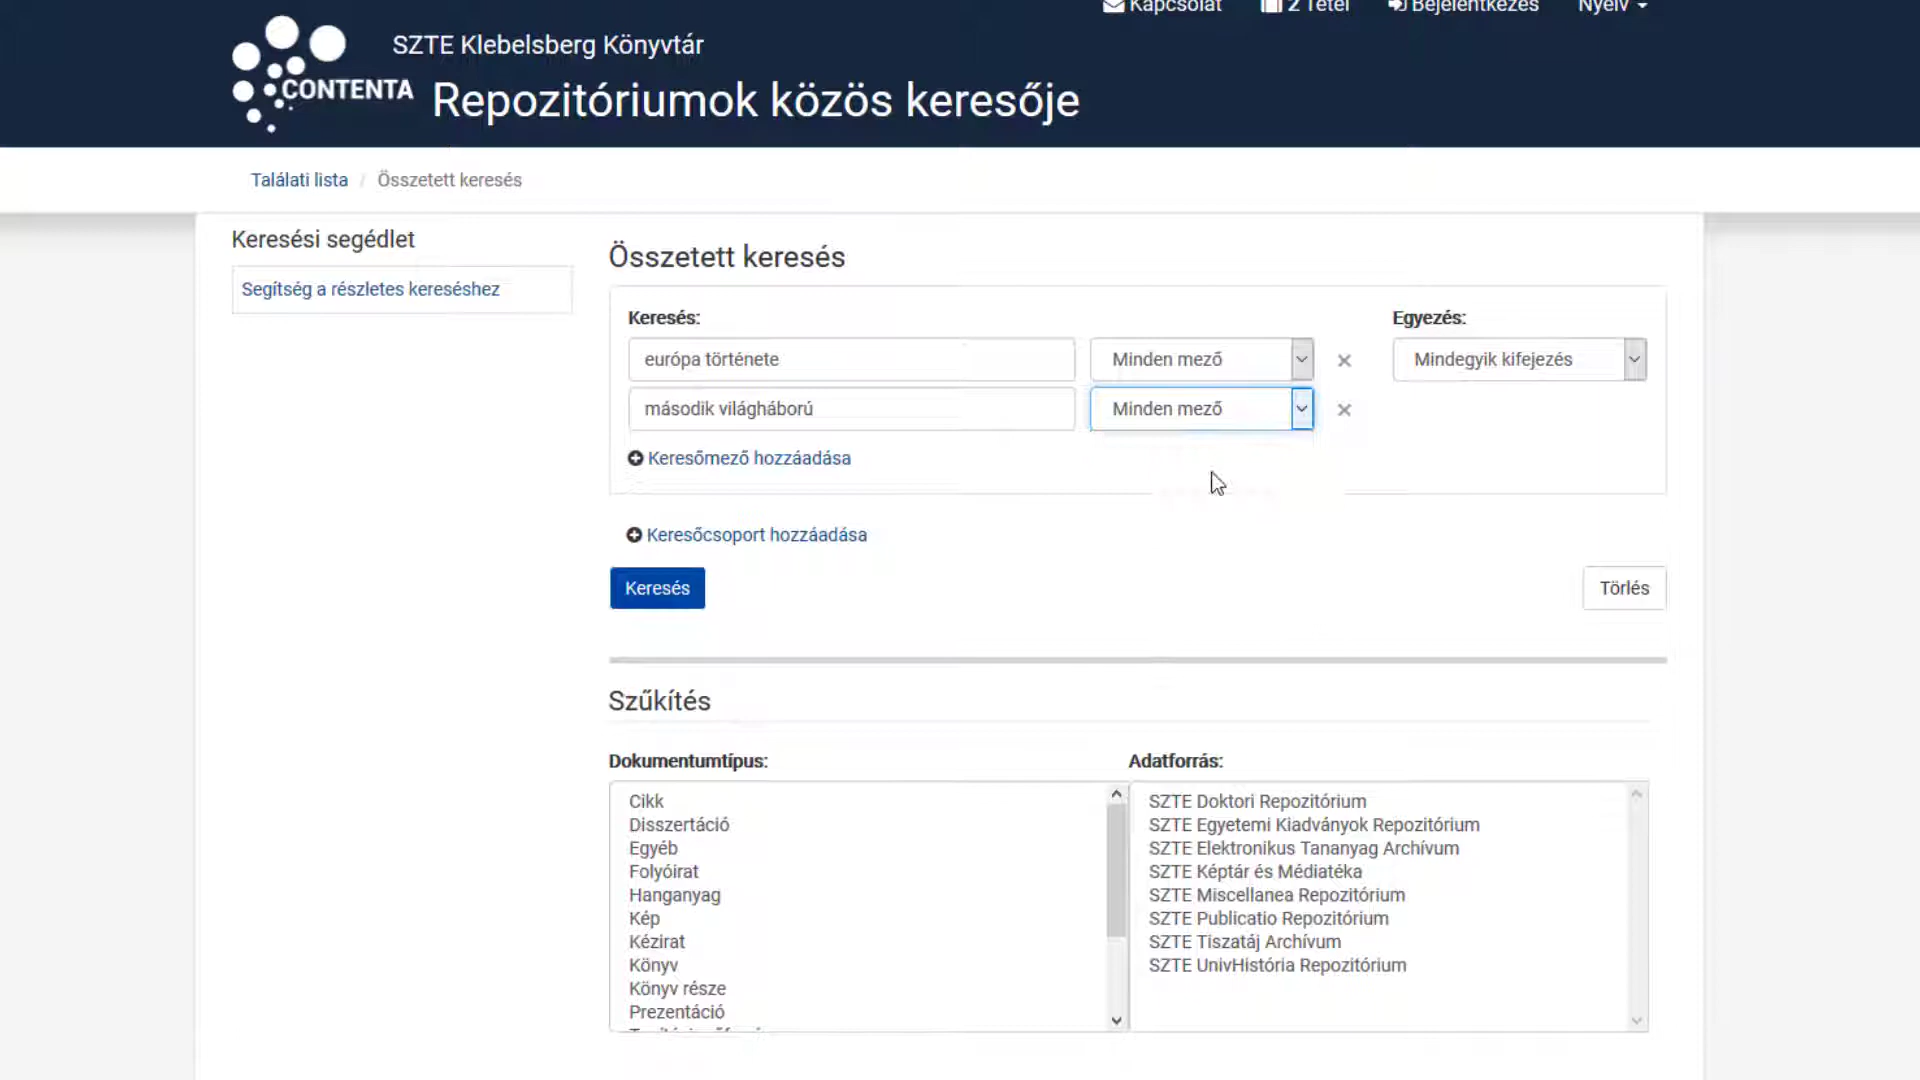 Kapcsolat 2 Tétel Bejelentkezés Nyelv
SZTE Klebelsberg Könyvtár
CONTENTA
Repozitóriumok közös keresője
Találati lista / Összetett keresés
Keresési segédlet
Segítség a részletes kereséshez
Összetett keresés
Keresés: Egyezés:
európa története Minden mező × Mindegyik kifejezés
második világháború Minden mező ×
Keresőmező hozzáadása
Keresőcsoport hozzáadása
Keresés Törlés
Szűkítés
Dokumentumtípus:
Cikk
Disszertáció
Egyéb
Folyóirat
Hanganyag
Kép
Kézirat
Könyv
Könyv része
Prezentáció
Adatforrás:
SZTE Doktori Repozitórium
SZTE Egyetemi Kiadványok Repozitórium
SZTE Elektronikus Tananyag Archívum
SZTE Képtár és Médiatéka
SZTE Miscellanea Repozitórium
SZTE Publicatio Repozitórium
SZTE Tiszatáj Archívum
SZTE UnivHistória Repozitórium